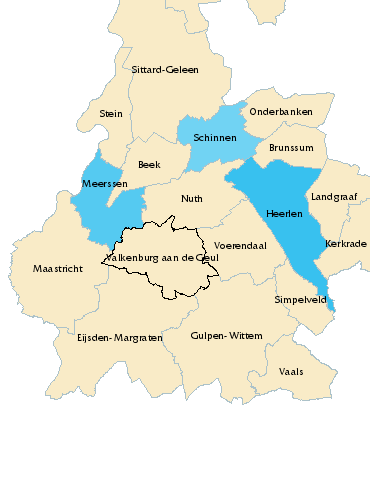 Sittard-Geleen
Stein
Onderbanken
Schinnen
Brunssum
Beek
Meerssen
Nuth
Landgraaf
Heerlen
Voerendaal
Kerkrade
Valkenburg aan de Geul
Maastricht
Simpelveld
Eijsden-Margraten
Gulpen-Wittem
Vaals